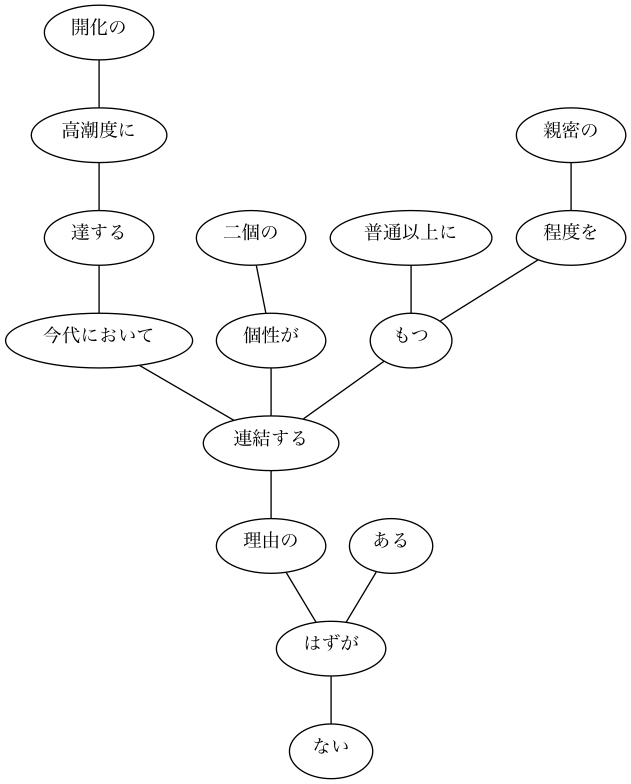 開化の
高潮度に
親密の
達する
二個の
普通以上に
程度を
今代において
個性が
もつ
連結する
理由の
ある
はずが
ない